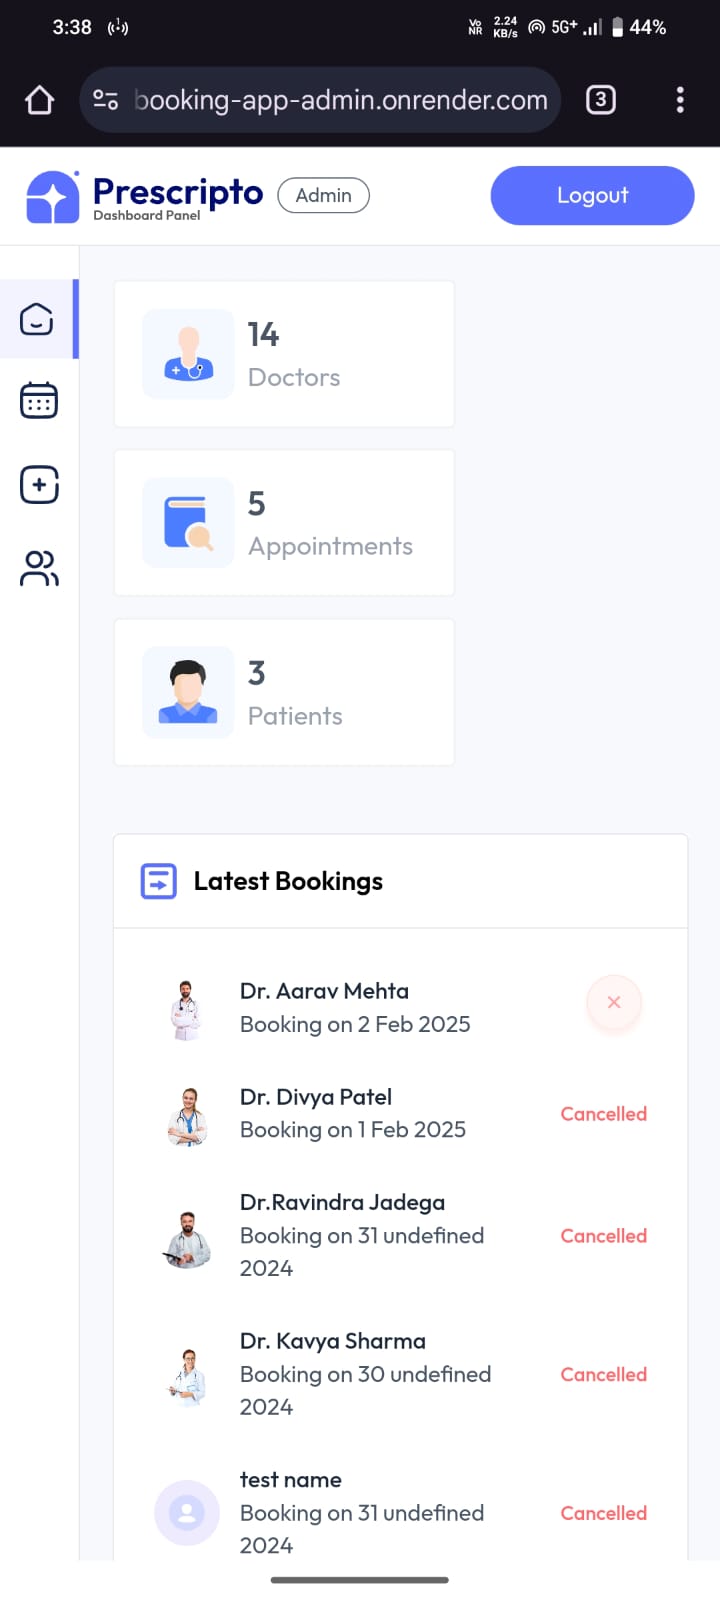 3:38
Vo
NR
2.24
KB/s
5G+
44%
booking-app-admin.onrender.com
3
Prescripto
Dashboard Panel
Admin
Logout
14
Doctors
5
Appointments
3
Patients
Latest Bookings
Dr. Aarav Mehta
Booking on 2 Feb 2025
Dr. Divya Patel
Booking on 1 Feb 2025
Cancelled
Dr.Ravindra Jadega
Booking on 31 undefined
2024
Cancelled
Dr. Kavya Sharma
Booking on 30 undefined
2024
Cancelled
test name
Booking on 31 undefined
2024
Cancelled